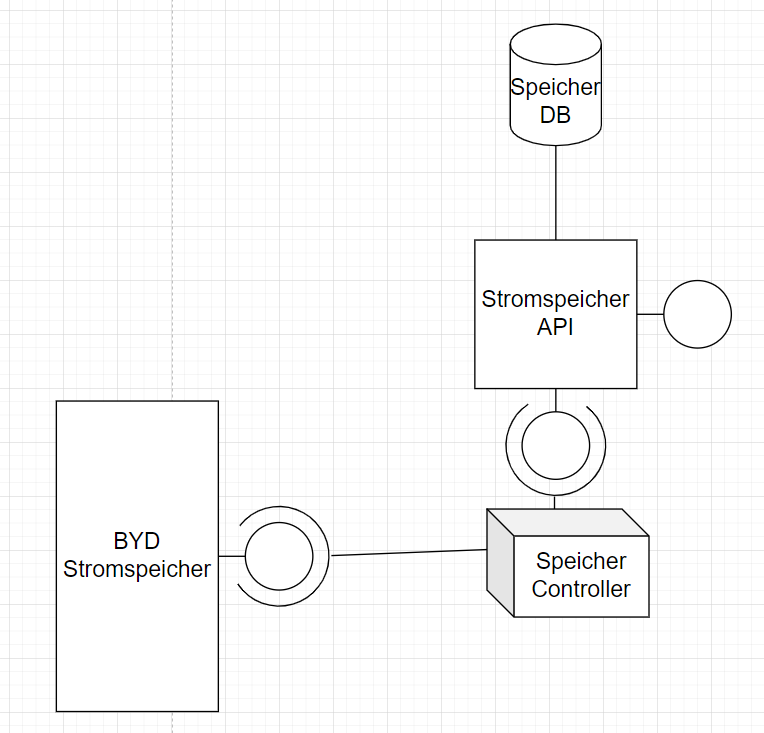 Speicher
DB
Stromspeicher
API
BYD
Stromspeicher
Speicher
Controller